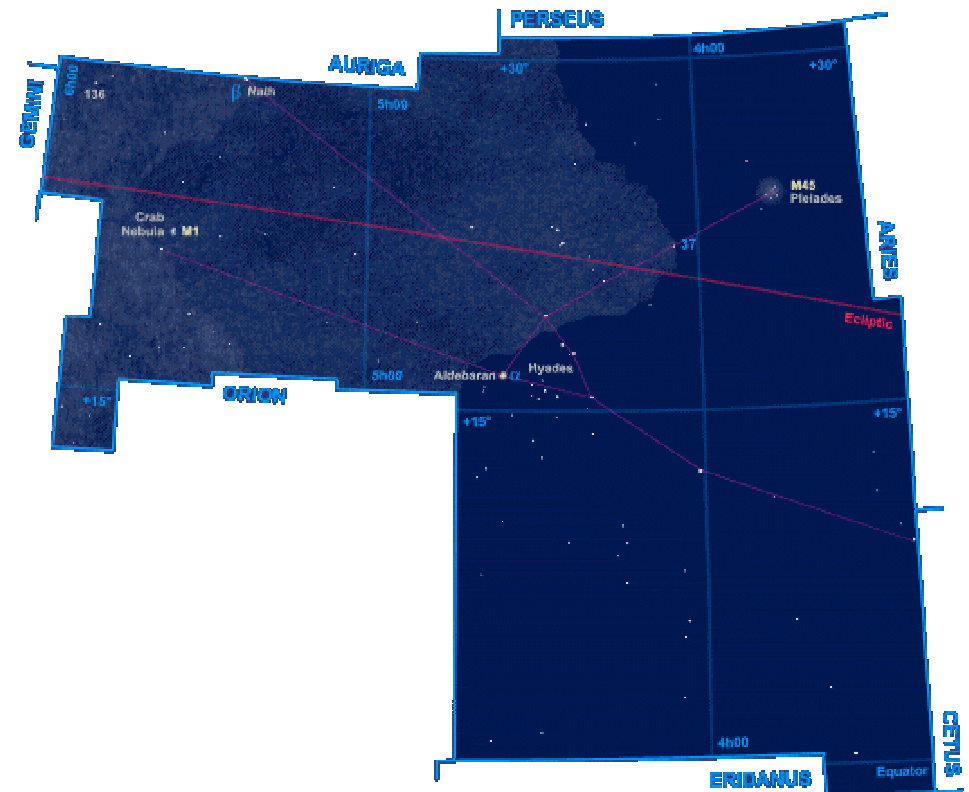 PERSEUS
AURIGA
GEMINI
6h00
136
β Nath
5h00
+30°
4h00
+30°
M45
Pleiades
Crab
Nebula M1
37
ARIES
Ecliptic
Aldebaran α
Hyades
5h00
ORION
+15°
+15°
+15°
4h00
ERIDANUS
Equator
CETUS